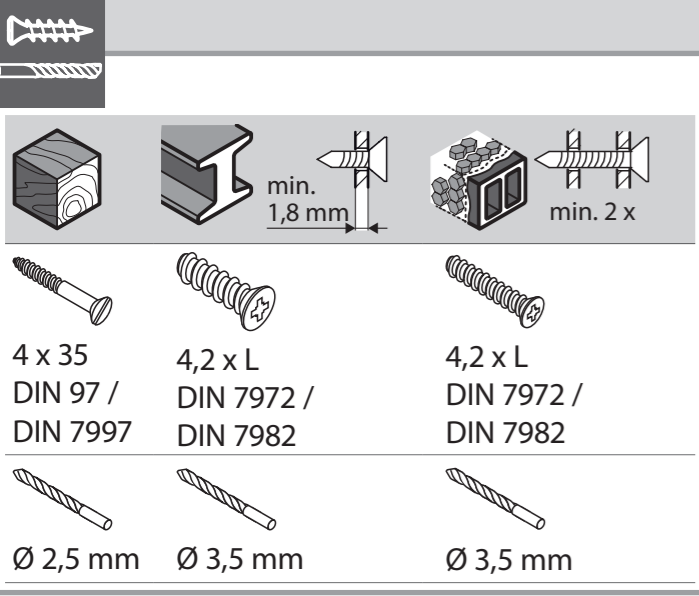 min.
1,8 mm
min. 2 x
4 x 35
DIN 97 /
DIN 7997
4,2 x L
DIN 7972 /
DIN 7982
4,2 x L
DIN 7972 /
DIN 7982
Ø 2,5 mm
Ø 3,5 mm
Ø 3,5 mm